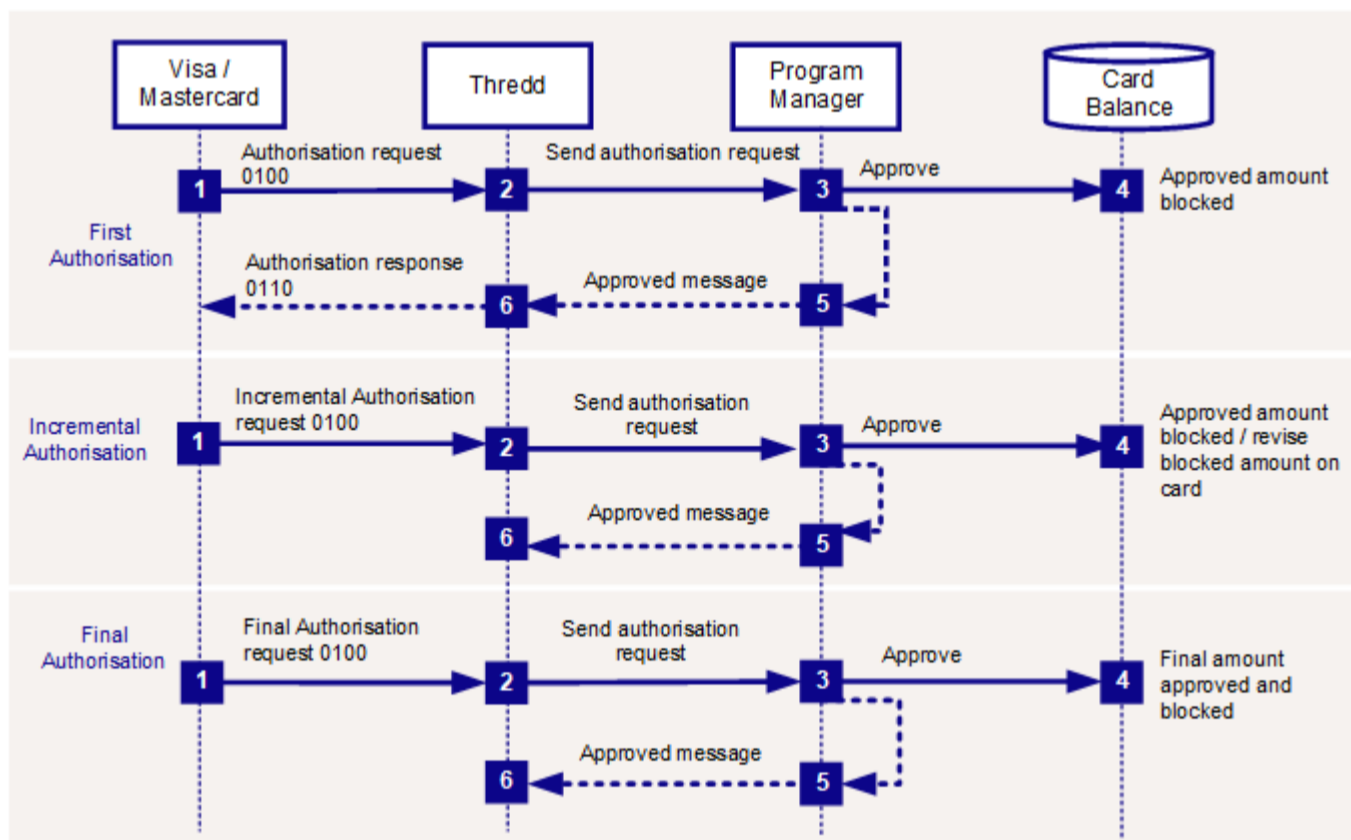 Visa /
Mastercard
Thredd
Program
Manager
Card
Balance
Authorisation request
0100
Send authorisation request
Approve
1
2
3
4
Approved amount
blocked
First
Authorisation
Authorisation response
0110
Approved message
6
5
Incremental Authorisation
request 0100
Send authorisation
request
Approve
Incremental
Authorisation
1
2
3
4
Approved amount
blocked / revise
blocked amount on
card
Approved message
6
5
Final
Authorisation
Final Authorisation
request 0100
Send authorisation
request
Approve
1
2
3
4
Final amount
approved and
blocked
Approved message
6
5